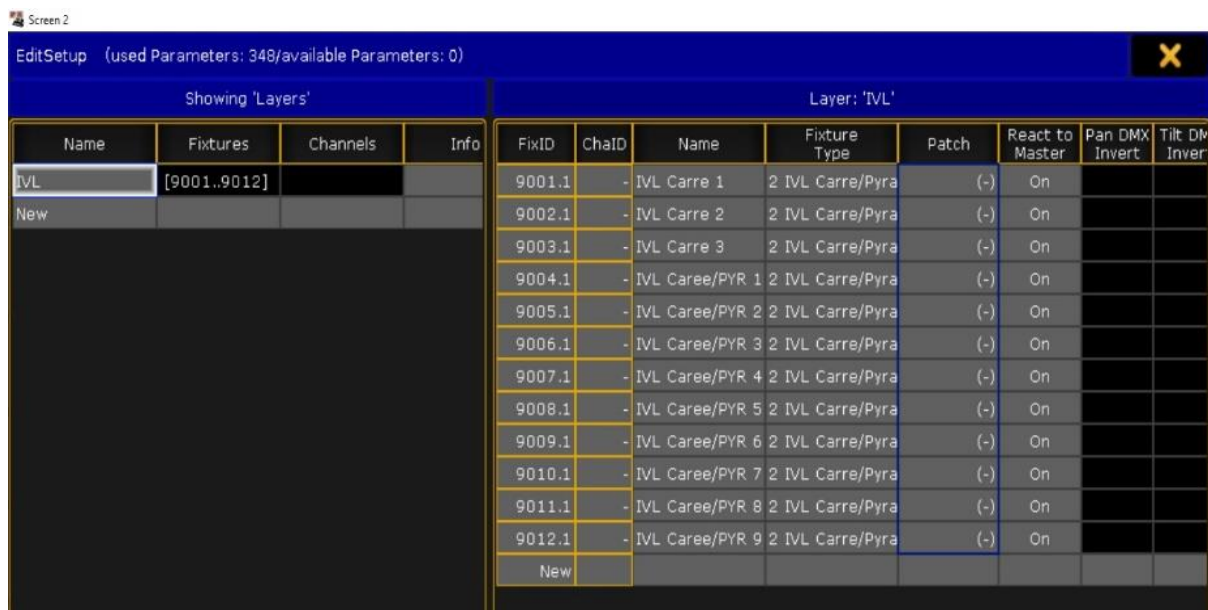 Screen 2
EditSetup (used Parameters: 348/available Parameters: 0)
Showing 'Layers' Layer: 'IVL'
Name Fixtures Channels Info FixID ChaID Name Fixture Type Patch React to Master Pan DMX Invert Tilt DM Inver
IVL [9001..9012] 9001.1 - IVL Carre 1 2 IVL Carre/Pyra (-) On
New 9002.1 - IVL Carre 2 2 IVL Carre/Pyra (-) On
9003.1 - IVL Carre 3 2 IVL Carre/Pyra (-) On
9004.1 - IVL Caree/PYR 1 2 IVL Carre/Pyra (-) On
9005.1 - IVL Caree/PYR 2 2 IVL Carre/Pyra (-) On
9006.1 - IVL Caree/PYR 3 2 IVL Carre/Pyra (-) On
9007.1 - IVL Caree/PYR 4 2 IVL Carre/Pyra (-) On
9008.1 - IVL Caree/PYR 5 2 IVL Carre/Pyra (-) On
9009.1 - IVL Caree/PYR 6 2 IVL Carre/Pyra (-) On
9010.1 - IVL Caree/PYR 7 2 IVL Carre/Pyra (-) On
9011.1 - IVL Caree/PYR 8 2 IVL Carre/Pyra (-) On
9012.1 - IVL Caree/PYR 9 2 IVL Carre/Pyra (-) On
New